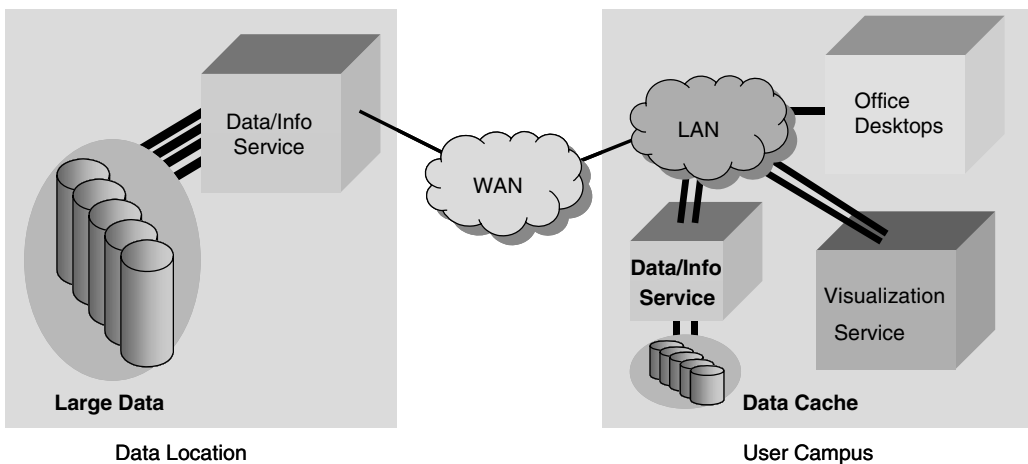 Data/Info
Service
WAN
LAN
Office
Desktops
Data/Info
Service
Visualization
Service
Large Data
Data Cache
Data Location
User Campus